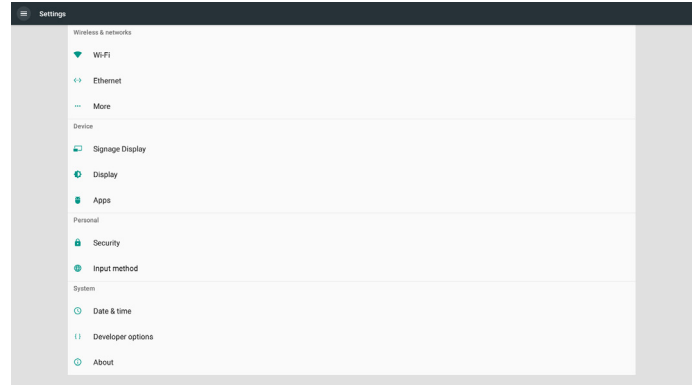 Settings
Wireless & networks
Wi-Fi
Ethernet
More
Device
Signage Display
Display
Apps
Personal
Security
Input method
System
Date & time
Developer options
About